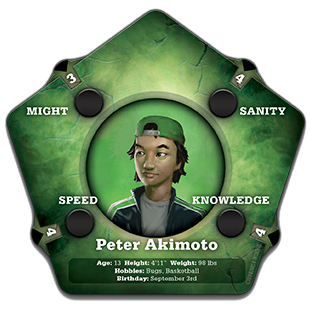 3
4
MIGHT
SANITY
SPEED
KNOWLEDGE
4
4
Peter Akimoto
Age: 13 Height: 4'11" Weight: 98 lbs
Hobbies: Bugs, Basketball
Birthday: September 3rd